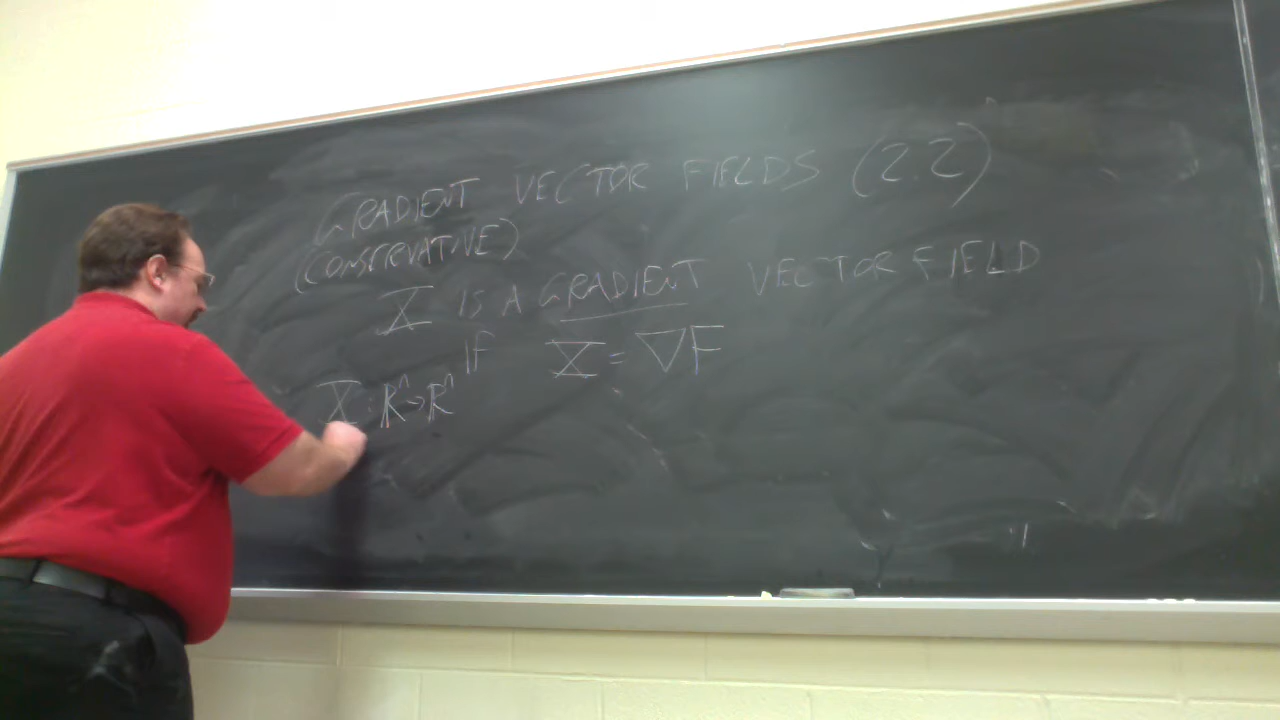 GRADIENT VECTOR FIELDS (2.2)
(CONSERVATIVE)
X IS A GRADIENT VECTOR FIELD
IF X = ∇F
X : ℝⁿ → ℝⁿ